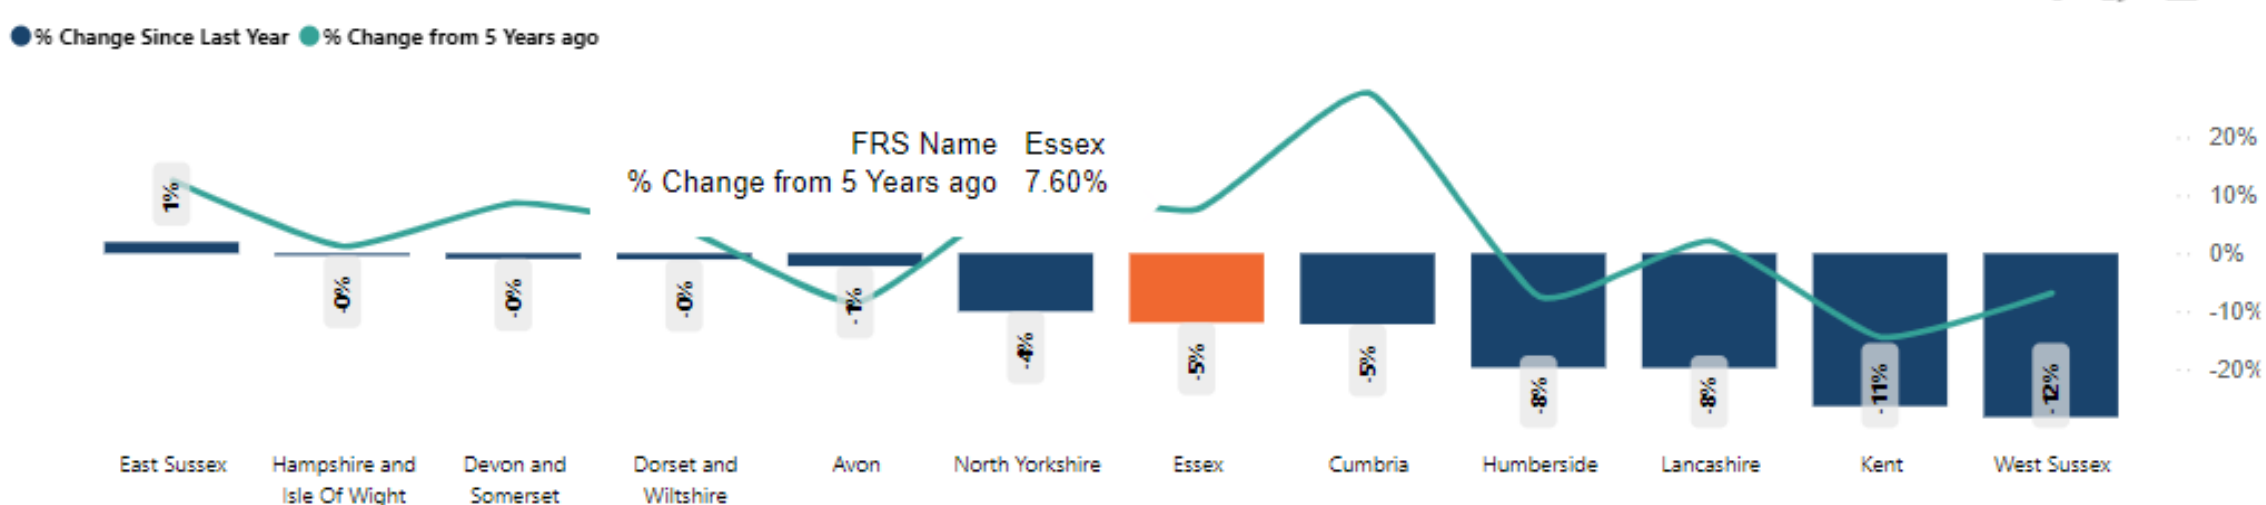 % Change Since Last Year % Change from 5 Years ago
FRS Name Essex
% Change from 5 Years ago 7.60%
20%
10%
0%
-10%
-20%
1%
-0%
-0%
-0%
-1%
-4%
-5%
-5%
-8%
-8%
-11%
-12%
East Sussex
Hampshire and
Isle Of Wight
Devon and
Somerset
Dorset and
Wiltshire
Avon
North Yorkshire
Essex
Cumbria
Humberside
Lancashire
Kent
West Sussex